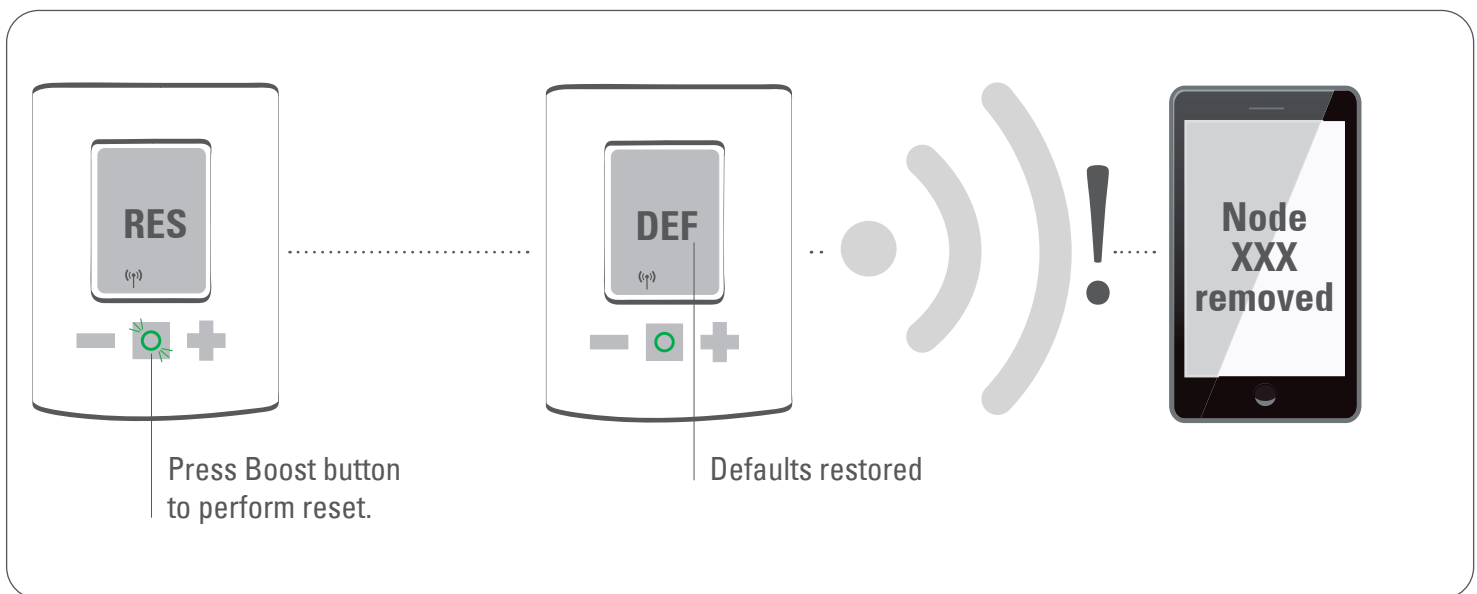 RES
DEF
Node
XXX
removed
Press Boost button
to perform reset.
Defaults restored